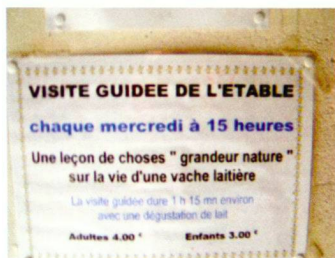 VISITE GUIDEE DE L'ETABLE
chaque mercredi à 15 heures
Une leçon de choses " grandeur nature "
sur la vie d'une vache laitière
La visite guidée dure 1 h 15 mn environ
avec une dégustation de lait
Adultes 4.00 € Enfants 3.00 €